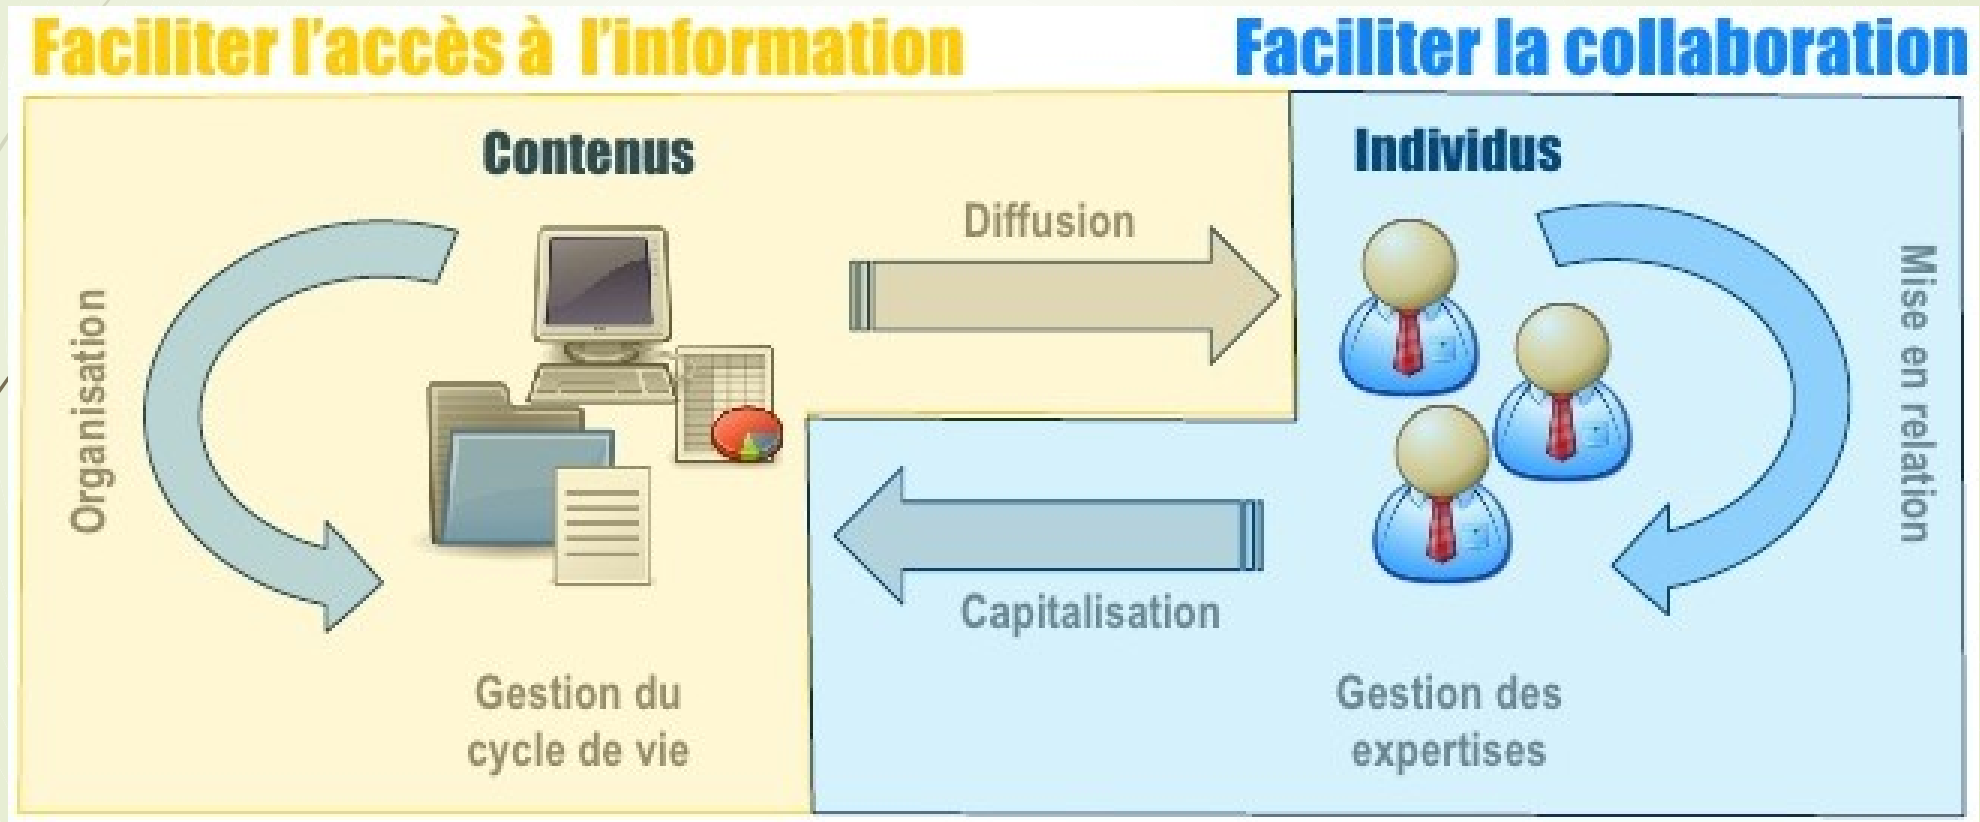 Faciliter l'accès à l'information
Faciliter la collaboration
Contenus
Individus
Diffusion
Organisation
Mise en relation
Capitalisation
Gestion du
cycle de vie
Gestion des
expertises